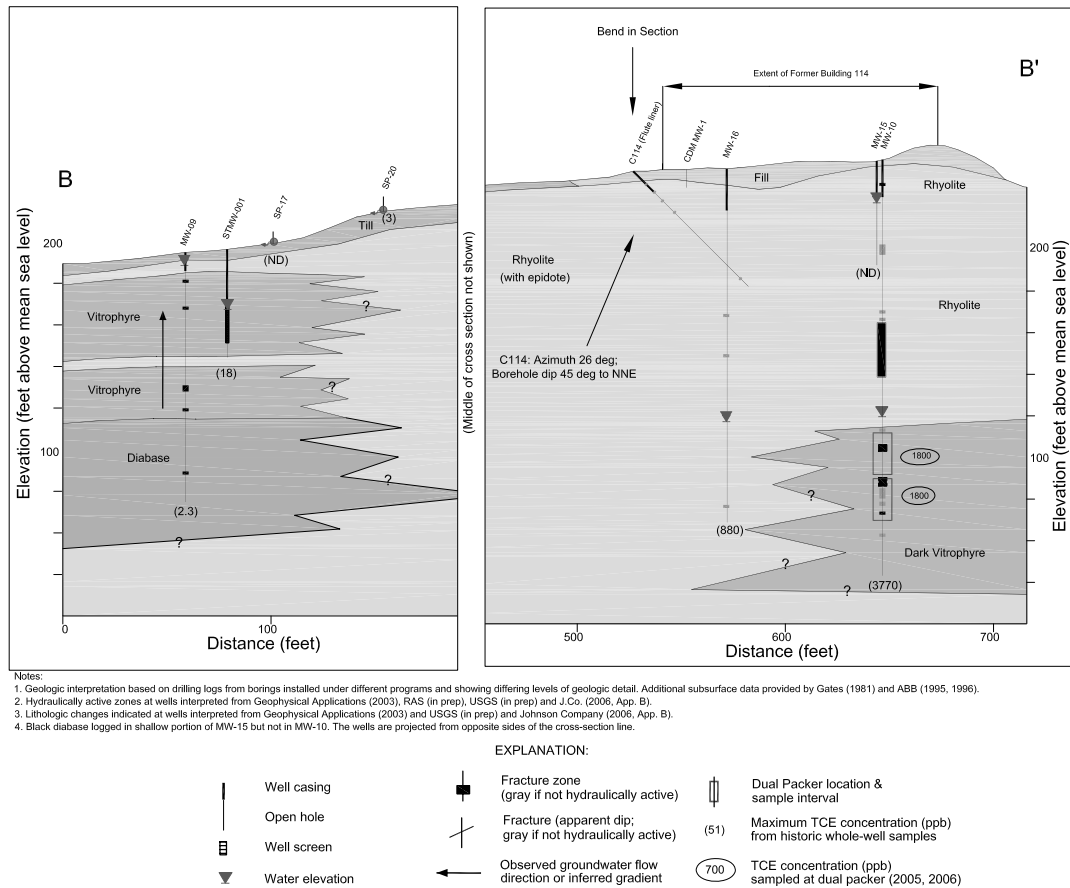 Bend in Section
B'
Extent of Former Building 114
C114 (Flute liner)
CDM MW-1
MW-16
MW-15
MW-10
Fill
Rhyolite
B
SP-20
SP-17
STMW-001
MW-09
(3)
Till
(ND)
200
200
Vitrophyre
?
(18)
Vitrophyre
?
Rhyolite
(with epidote)
(ND)
Rhyolite
C114: Azimuth 26 deg;
Borehole dip 45 deg to NNE
Elevation (feet above mean sea level)
(Middle of cross section not shown)
Elevation (feet above mean sea level)
100
100
Diabase
?
(2.3)
?
1800
1800
?
(880)
Dark Vitrophyre
?
?
(3770)
0
100
Distance (feet)
500
600
700
Distance (feet)
Notes:
1. Geologic interpretation based on drilling logs from borings installed under different programs and showing differing levels of geologic detail. Additional subsurface data provided by Gates (1981) and ABB (1995, 1996).
2. Hydraulically active zones at wells interpreted from Geophysical Applications (2003), RAS (in prep), USGS (in prep) and J.Co. (2006, App. B).
3. Lithologic changes indicated at wells interpreted from Geophysical Applications (2003) and USGS (in prep) and Johnson Company (2006, App. B).
4. Black diabase logged in shallow portion of MW-15 but not in MW-10. The wells are projected from opposite sides of the cross-section line.
EXPLANATION:
Well casing
Open hole
Well screen
Water elevation
Fracture zone
(gray if not hydraulically active)
Fracture (apparent dip;
gray if not hydraulically active)
Observed groundwater flow
direction or inferred gradient
Dual Packer location &
sample interval
(51)
Maximum TCE concentration (ppb)
from historic whole-well samples
700
TCE concentration (ppb)
sampled at dual packer (2005, 2006)